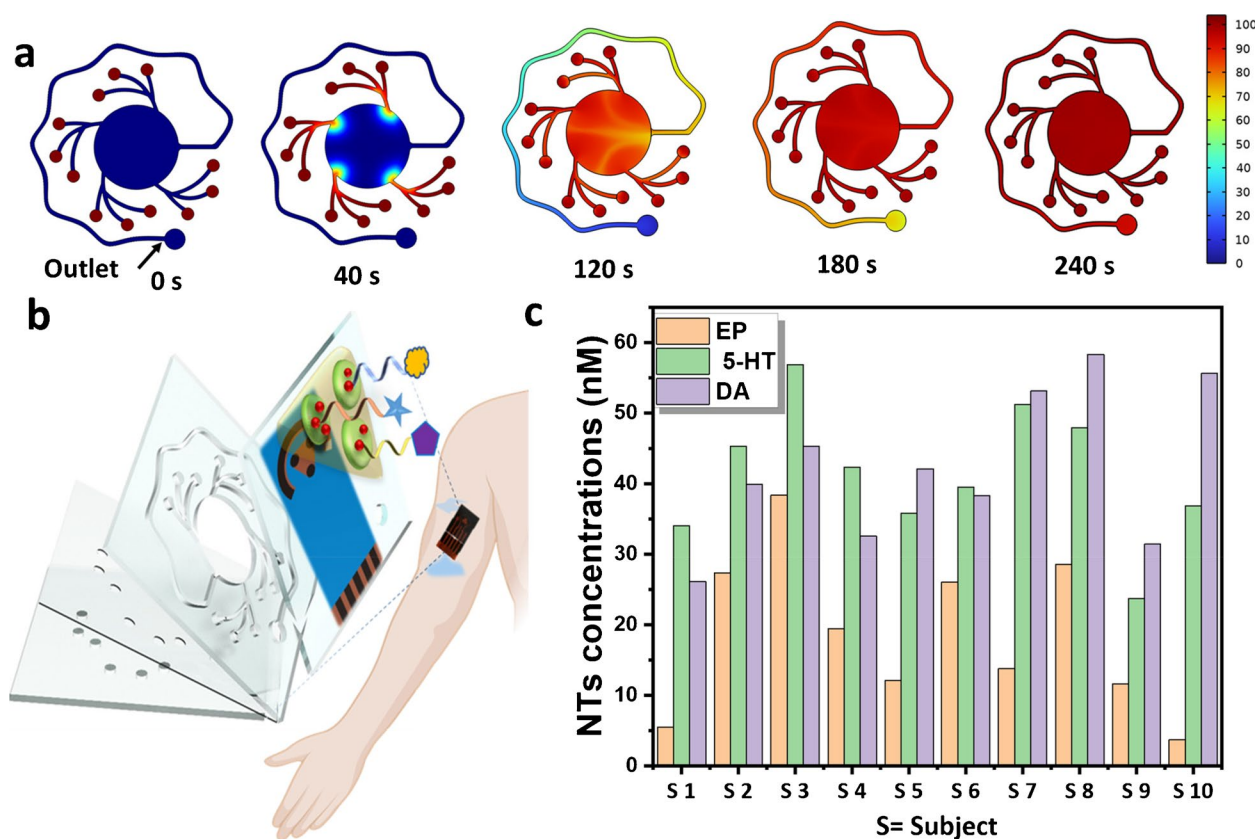 a
Outlet
0 s
40 s
120 s
180 s
240 s
100
90
80
70
60
50
40
30
20
10
0
b
c
EP
5-HT
DA
NTs concentrations (nM)
60
50
40
30
20
10
0
S 1 S 2 S 3 S 4 S 5 S 6 S 7 S 8 S 9 S 10
S= Subject